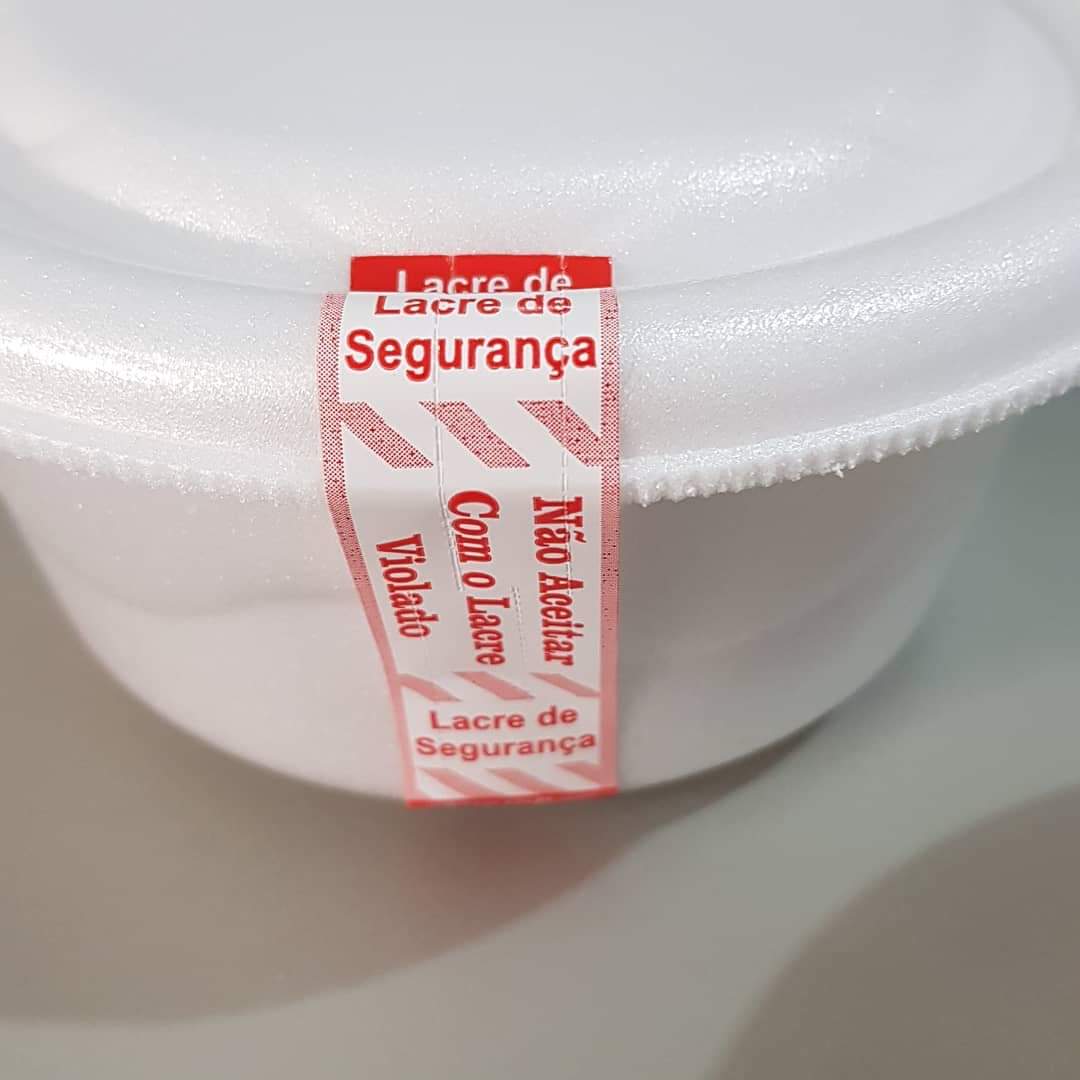 Lacre de
Lacre de
Segurança
Não Aceitar
Com o Lacre
Violado
Lacre de
Segurança